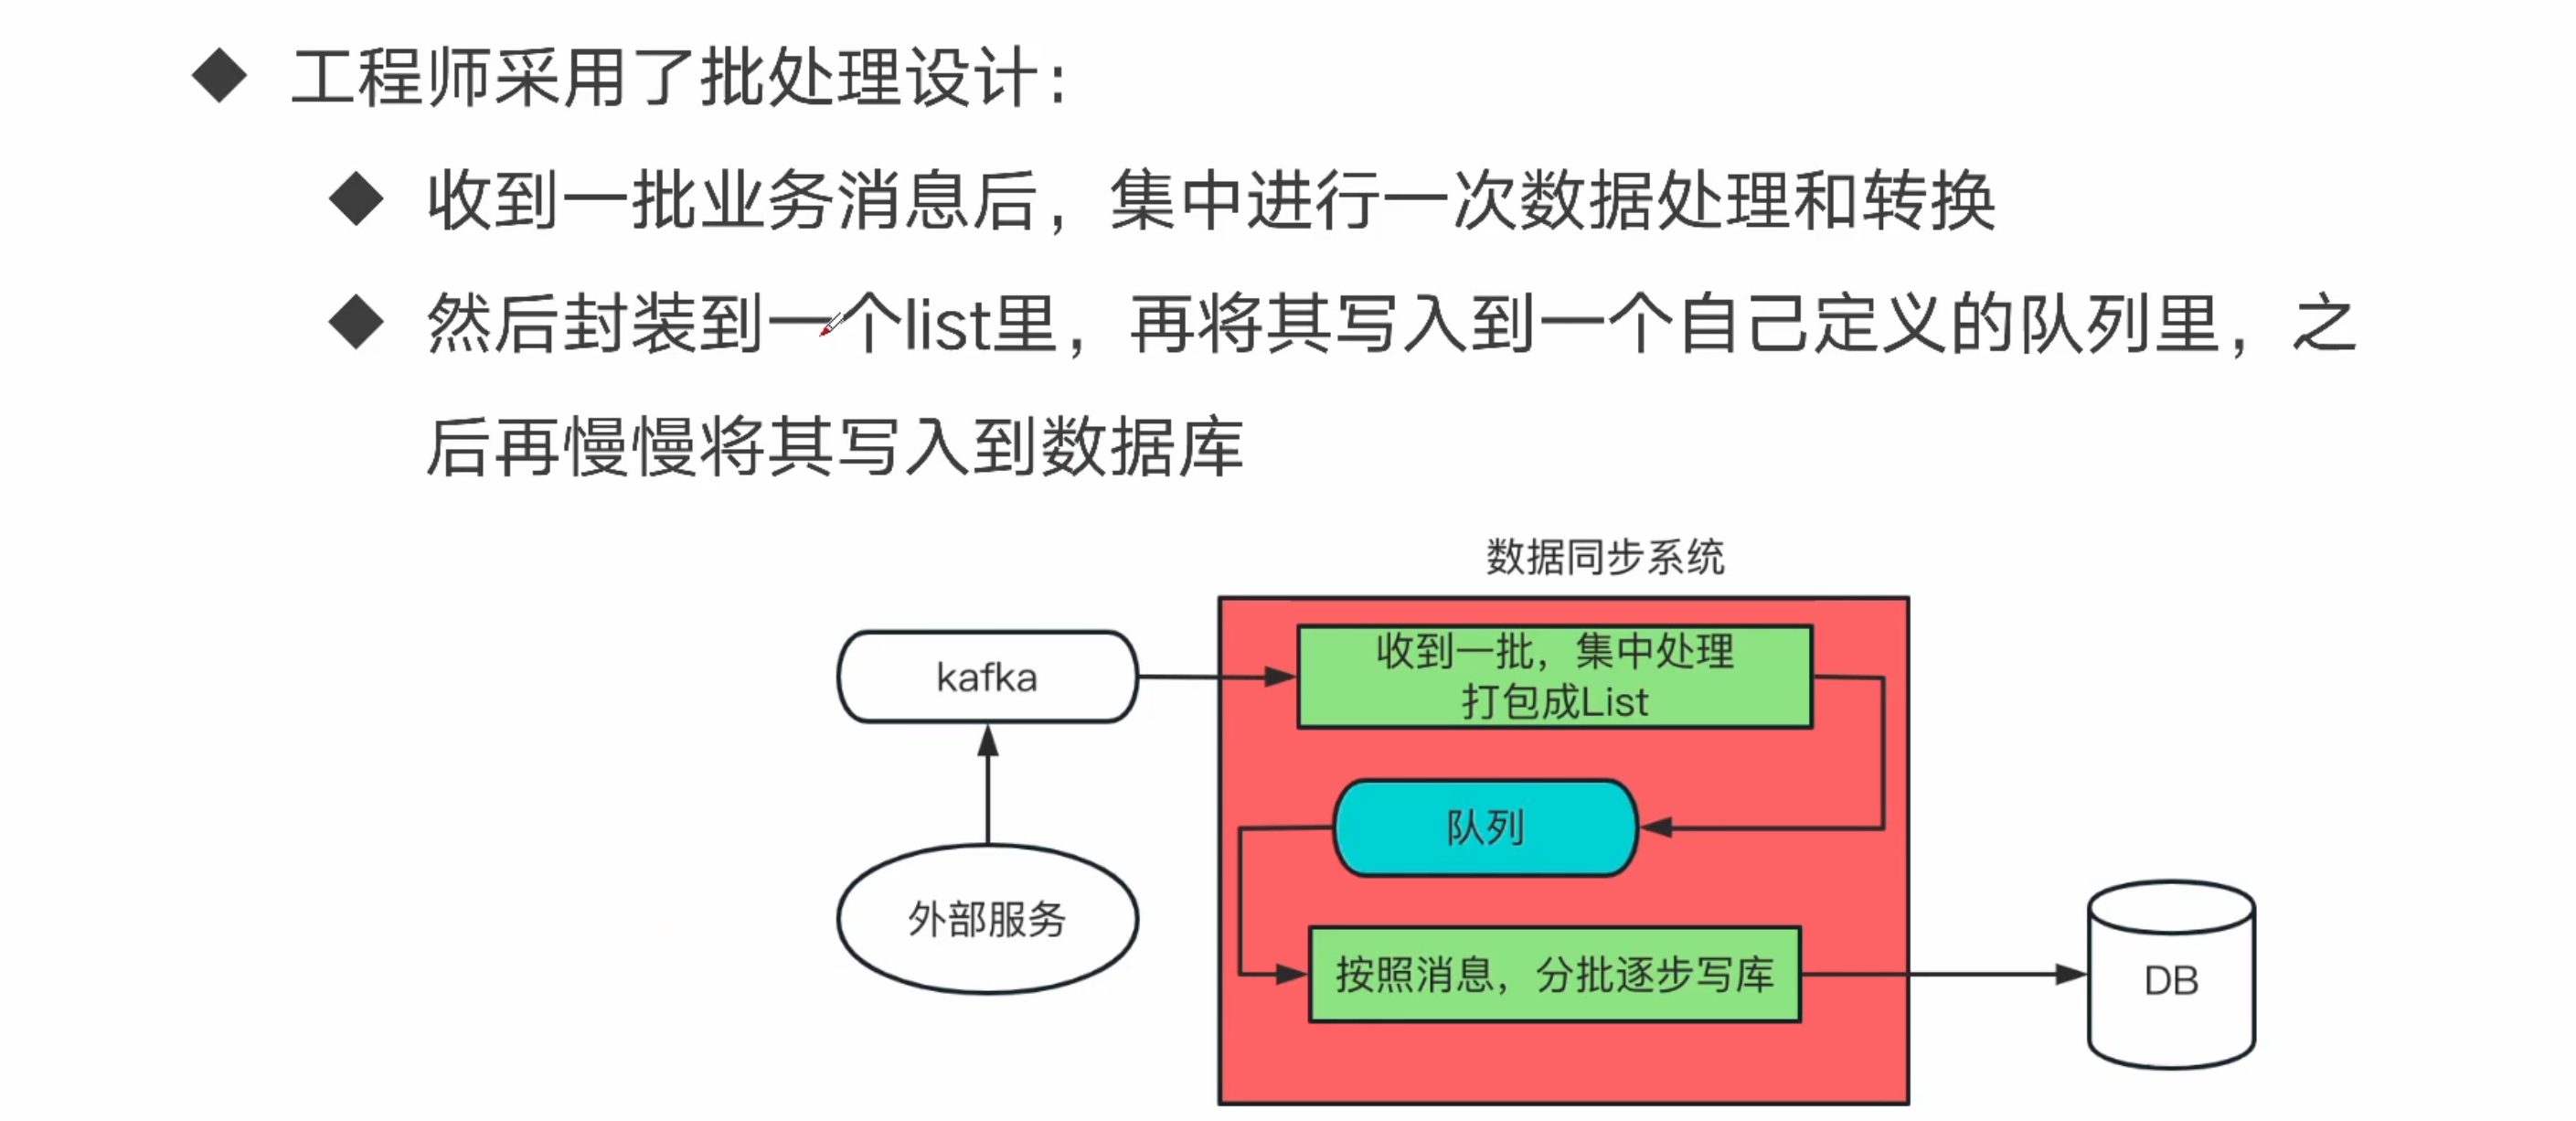 工程师采用了批处理设计：
收到一批业务消息后，集中进行一次数据处理和转换
然后封装到一个list里，再将其写入到一个自己定义的队列里，之
后再慢慢将其写入到数据库
数据同步系统
kafka
收到一批，集中处理
打包成List
队列
外部服务
按照消息，分批逐步写库
DB